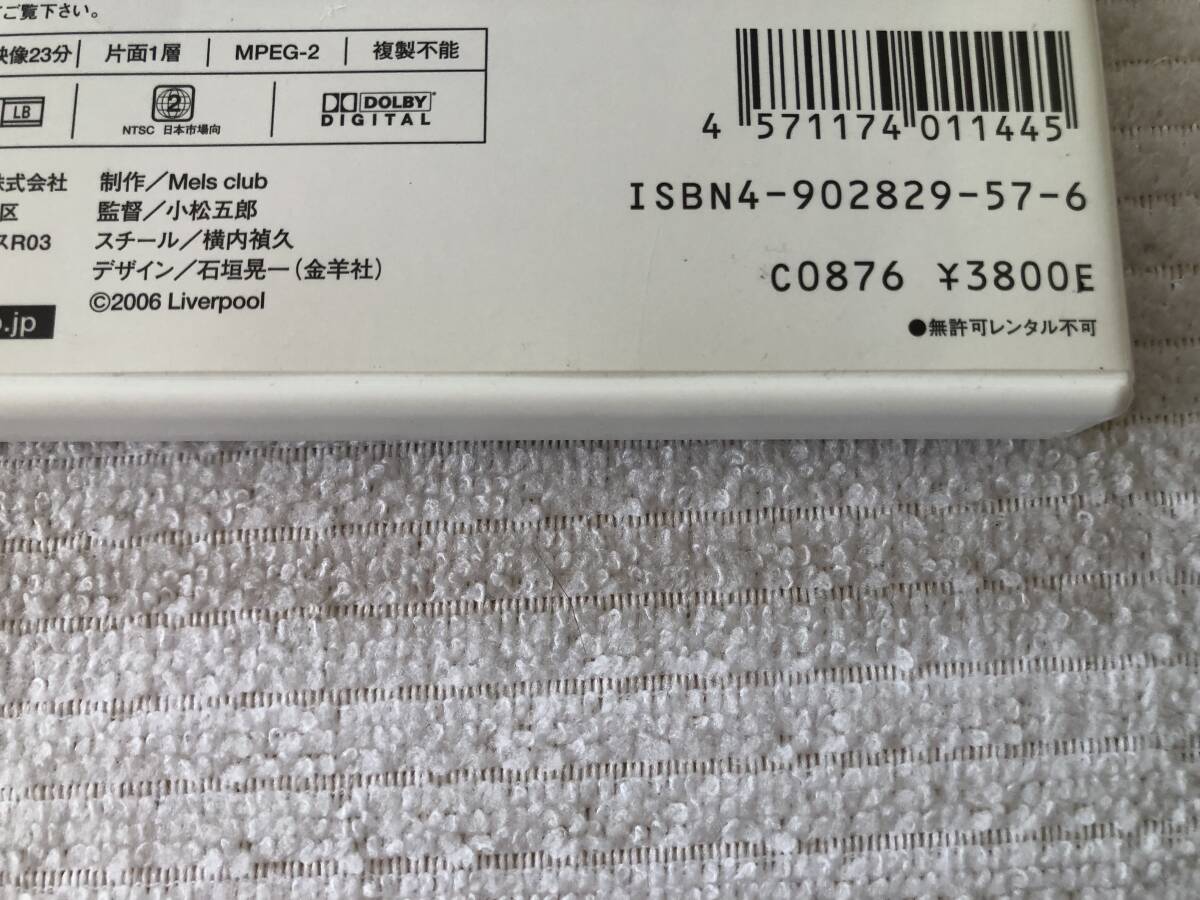 ご覧下さい。
映像23分 片面1層 MPEG-2 複製不能
LB 2 DOLBY
NTSC 日本市場向 DIGITAL
4 571174 011445
株式会社 制作／Mels club
区 監督／小松五郎
ISBN4-902829-57-6
スR03 スチール／横内禎久
デザイン／石垣晃一（金羊社）
C0876 ¥3800E
©2006 Liverpool
.jp
●無許可レンタル不可